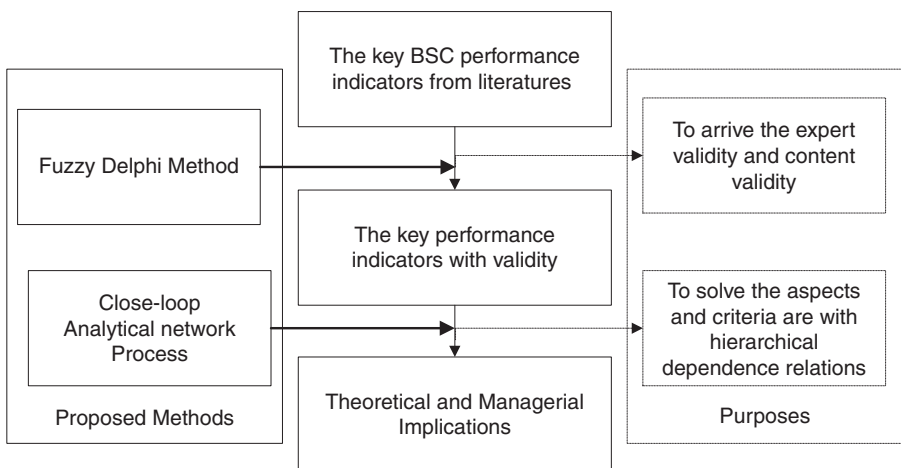 The key BSC performance
indicators from literatures
Fuzzy Delphi Method
To arrive the expert
validity and content
validity
The key performance
indicators with validity
Close-loop
Analytical network
Process
To solve the aspects
and criteria are with
hierarchical
dependence relations
Theoretical and Managerial
Implications
Proposed Methods
Purposes